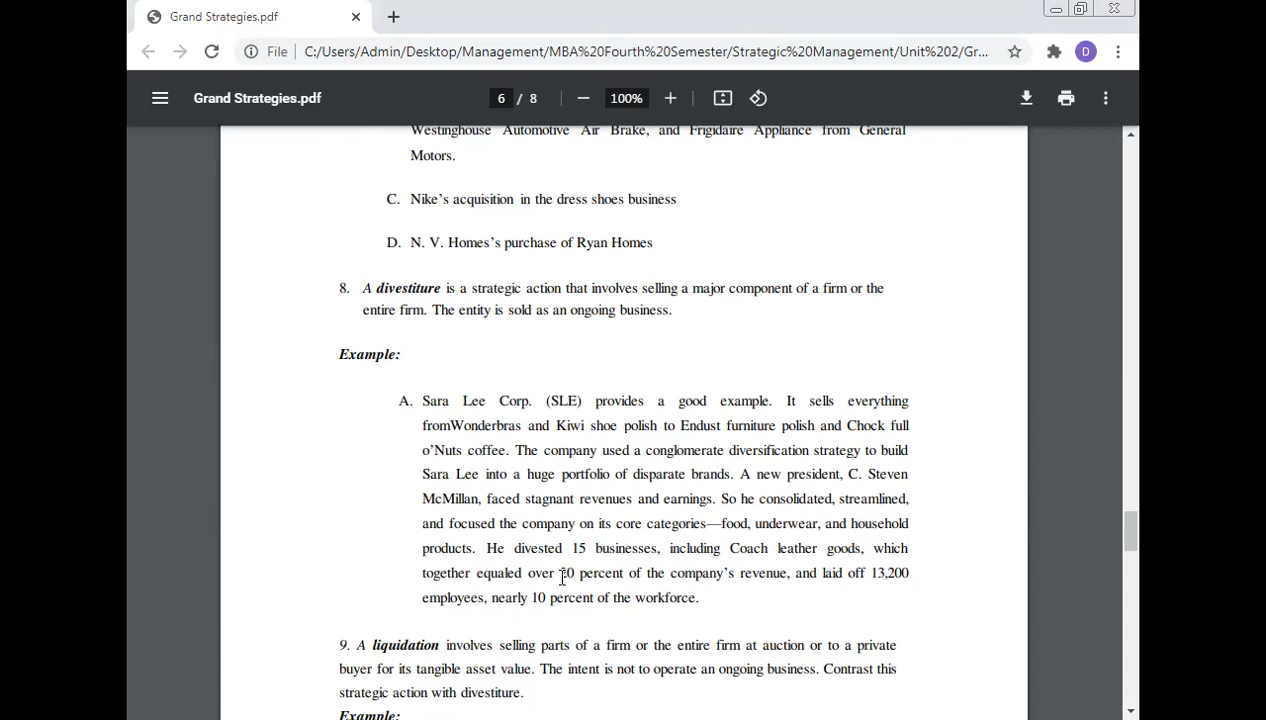 Grand Strategies.pdf
File C:/Users/Admin/Desktop/Management/MBA%20Fourth%20Semester/Strategic%20Management/Unit%202/Gr...
D
Grand Strategies.pdf 6 / 8 100%
Westinghouse Automotive Air Brake, and Frigidaire Appliance from General
Motors.
C. Nike's acquisition in the dress shoes business
D. N. V. Homes's purchase of Ryan Homes
8. A divestiture is a strategic action that involves selling a major component of a firm or the
entire firm. The entity is sold as an ongoing business.
Example:
A. Sara Lee Corp. (SLE) provides a good example. It sells everything
fromWonderbras and Kiwi shoe polish to Endust furniture polish and Chock full
o'Nuts coffee. The company used a conglomerate diversification strategy to build
Sara Lee into a huge portfolio of disparate brands. A new president, C. Steven
McMillan, faced stagnant revenues and earnings. So he consolidated, streamlined,
and focused the company on its core categories—food, underwear, and household
products. He divested 15 businesses, including Coach leather goods, which
together equaled over percent of the company's revenue, and laid off 13,200
employees, nearly 10 percent of the workforce.
9. A liquidation involves selling parts of a firm or the entire firm at auction or to a private
buyer for its tangible asset value. The intent is not to operate an ongoing business. Contrast this
strategic action with divestiture.
Example: